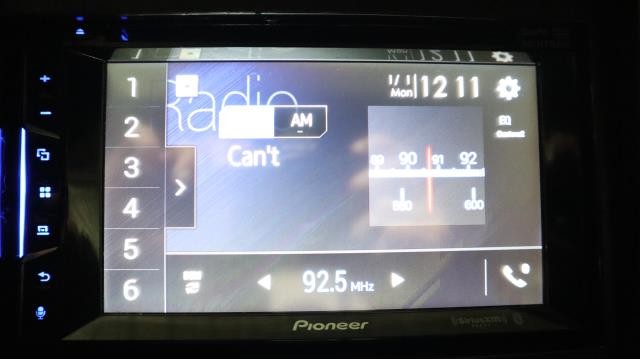 Radio
1
2
3
4
5
6
1/1
Mon
12 11
AM
Can't
EQ
89 90 91 92
600
92.5 MHz
Pioneer
SiriusXM